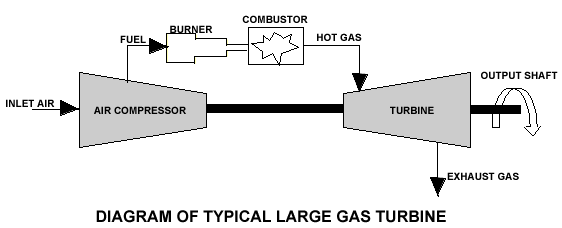 COMBUSTOR
BURNER
FUEL
HOT GAS
OUTPUT SHAFT
INLET AIR
AIR COMPRESSOR
TURBINE
EXHAUST GAS
DIAGRAM OF TYPICAL LARGE GAS TURBINE